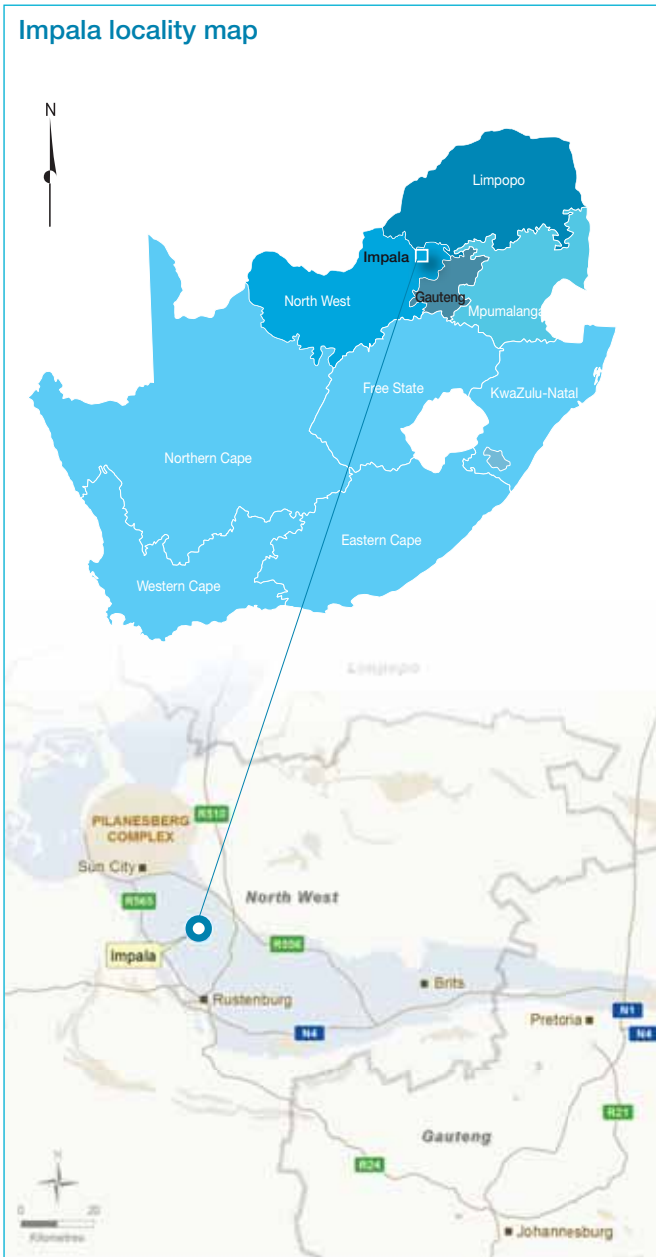 Impala locality map
N
Limpopo
Impala
North West
Gauteng
Mpumalanga
Free State
KwaZulu-Natal
Northern Cape
Eastern Cape
Western Cape
Limpopo
PILANESBERG
COMPLEX
R510
Sun City
R565
North West
R556
Impala
Brits
Rustenburg
N4
Pretoria
N1
N4
R21
Gauteng
R24
N
0 20
Kilometres
Johannesburg